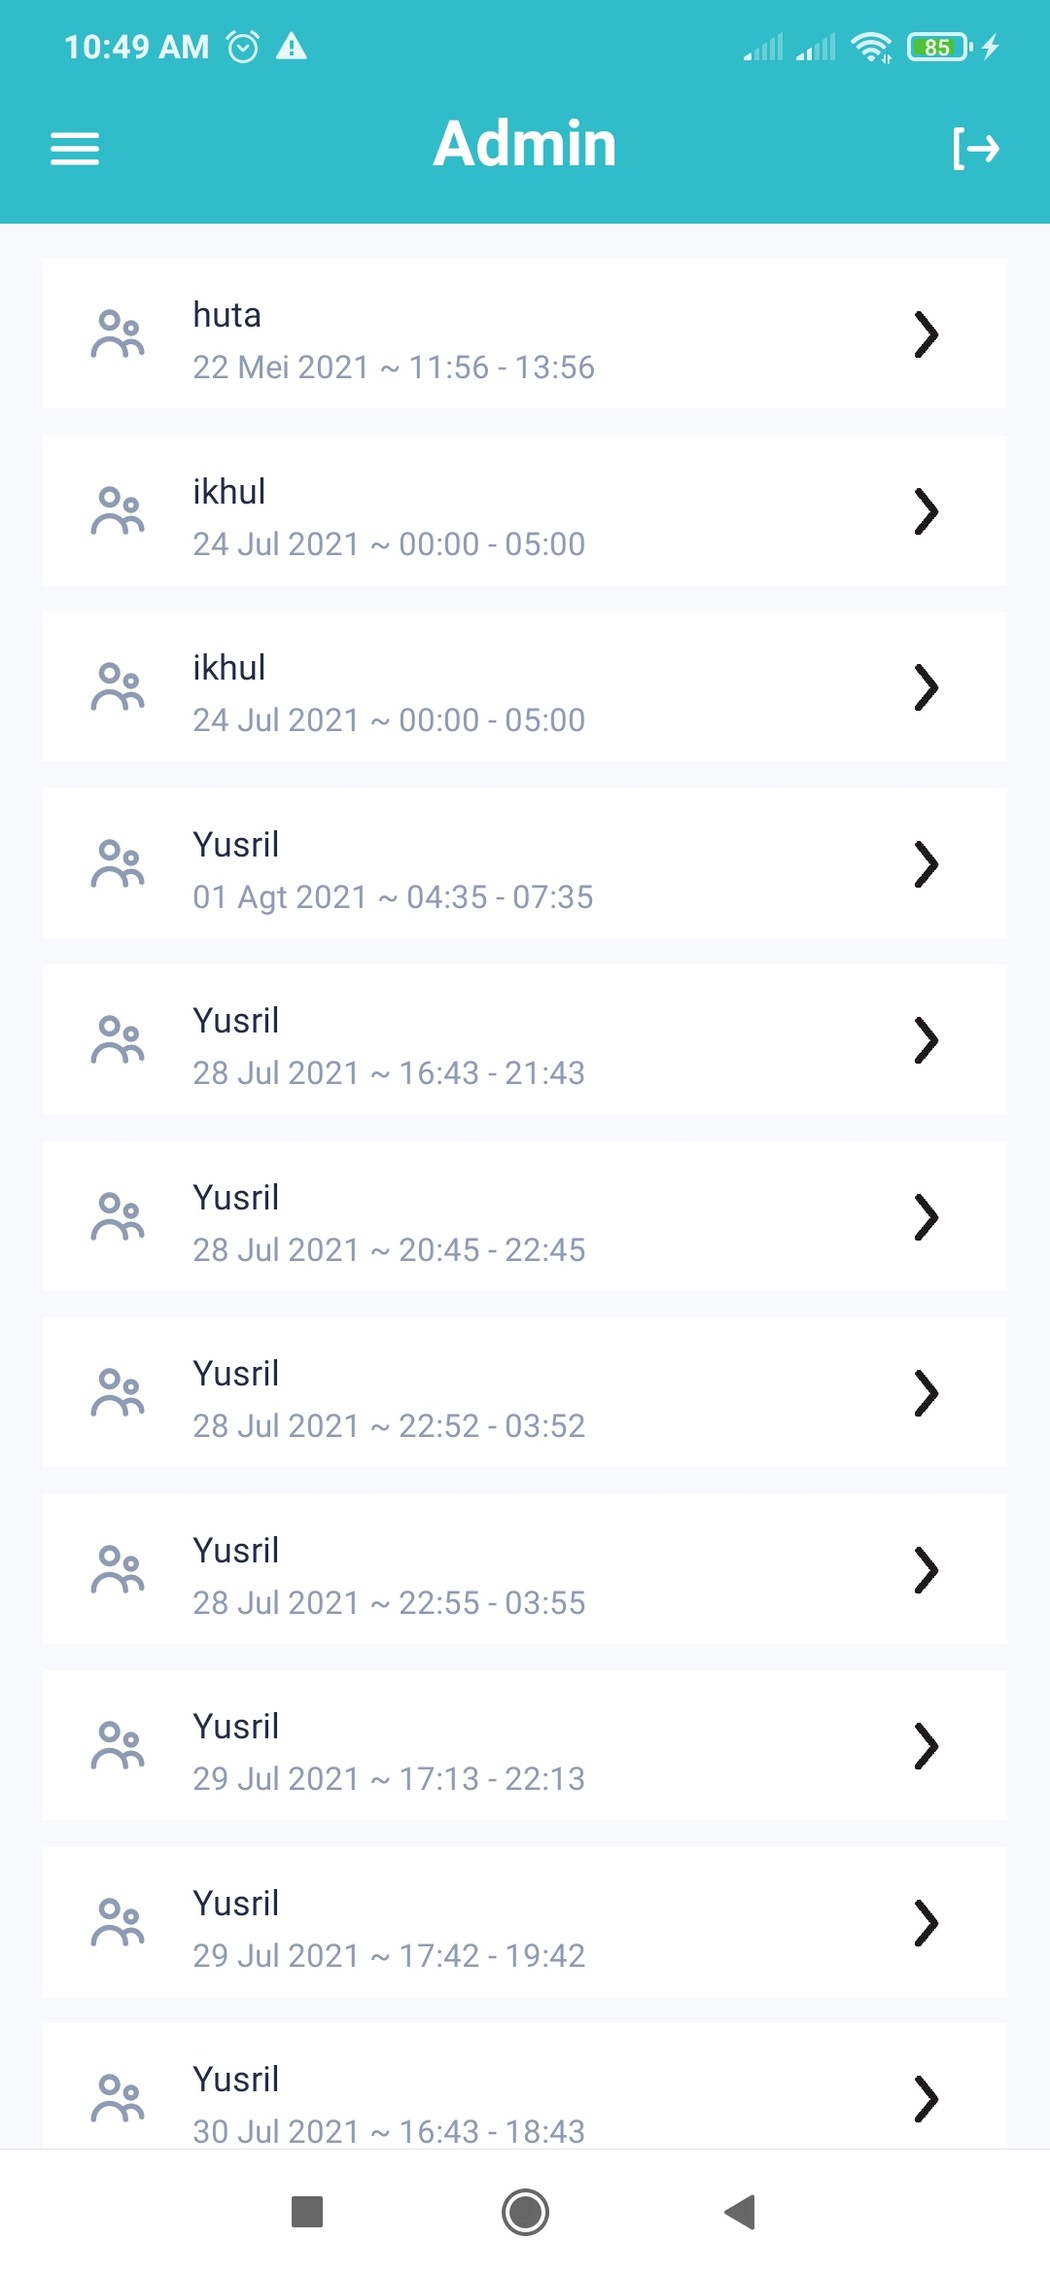 10:49 AM
85
Admin
huta
22 Mei 2021 ~ 11:56 - 13:56
ikhul
24 Jul 2021 ~ 00:00 - 05:00
ikhul
24 Jul 2021 ~ 00:00 - 05:00
Yusril
01 Agt 2021 ~ 04:35 - 07:35
Yusril
28 Jul 2021 ~ 16:43 - 21:43
Yusril
28 Jul 2021 ~ 20:45 - 22:45
Yusril
28 Jul 2021 ~ 22:52 - 03:52
Yusril
28 Jul 2021 ~ 22:55 - 03:55
Yusril
29 Jul 2021 ~ 17:13 - 22:13
Yusril
29 Jul 2021 ~ 17:42 - 19:42
Yusril
30 Jul 2021 ~ 16:43 - 18:43